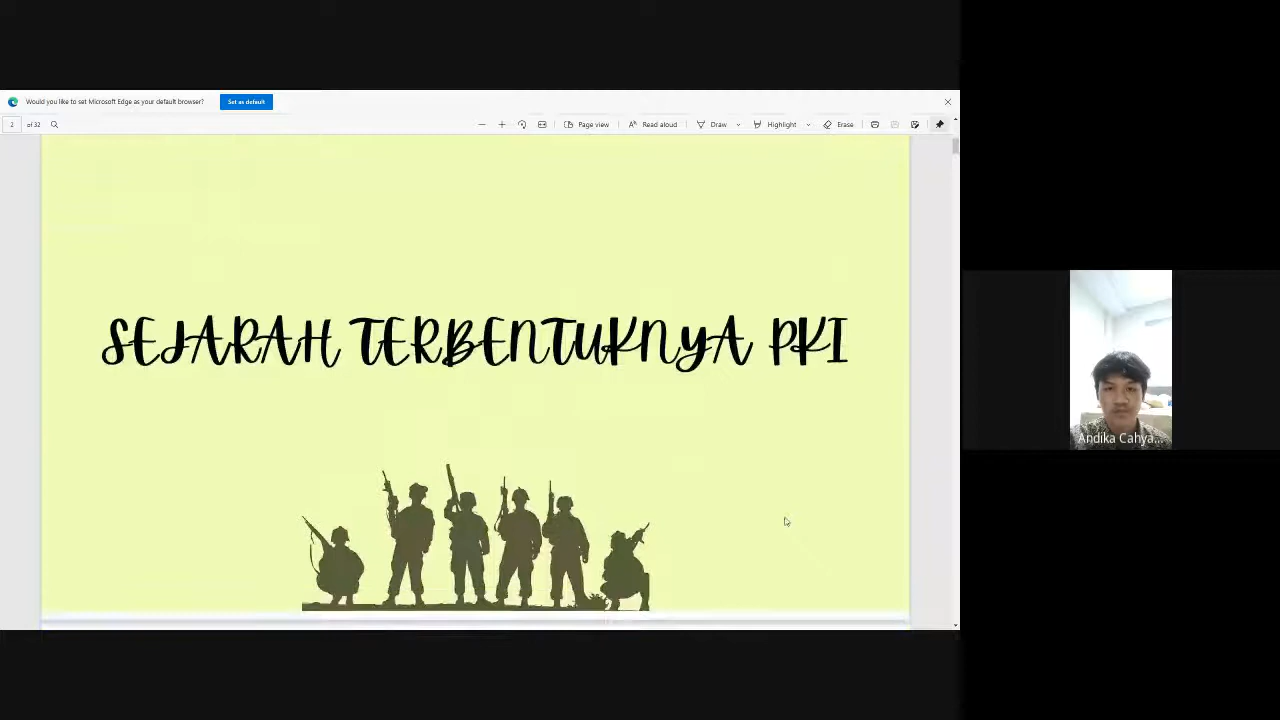 Would you like to set Microsoft Edge as your default browser? Set as default
2 of 32 Page view Read aloud Draw Highlight Erase
SEJARAH TERBENTUKNYA PKI
Andika Cahya...